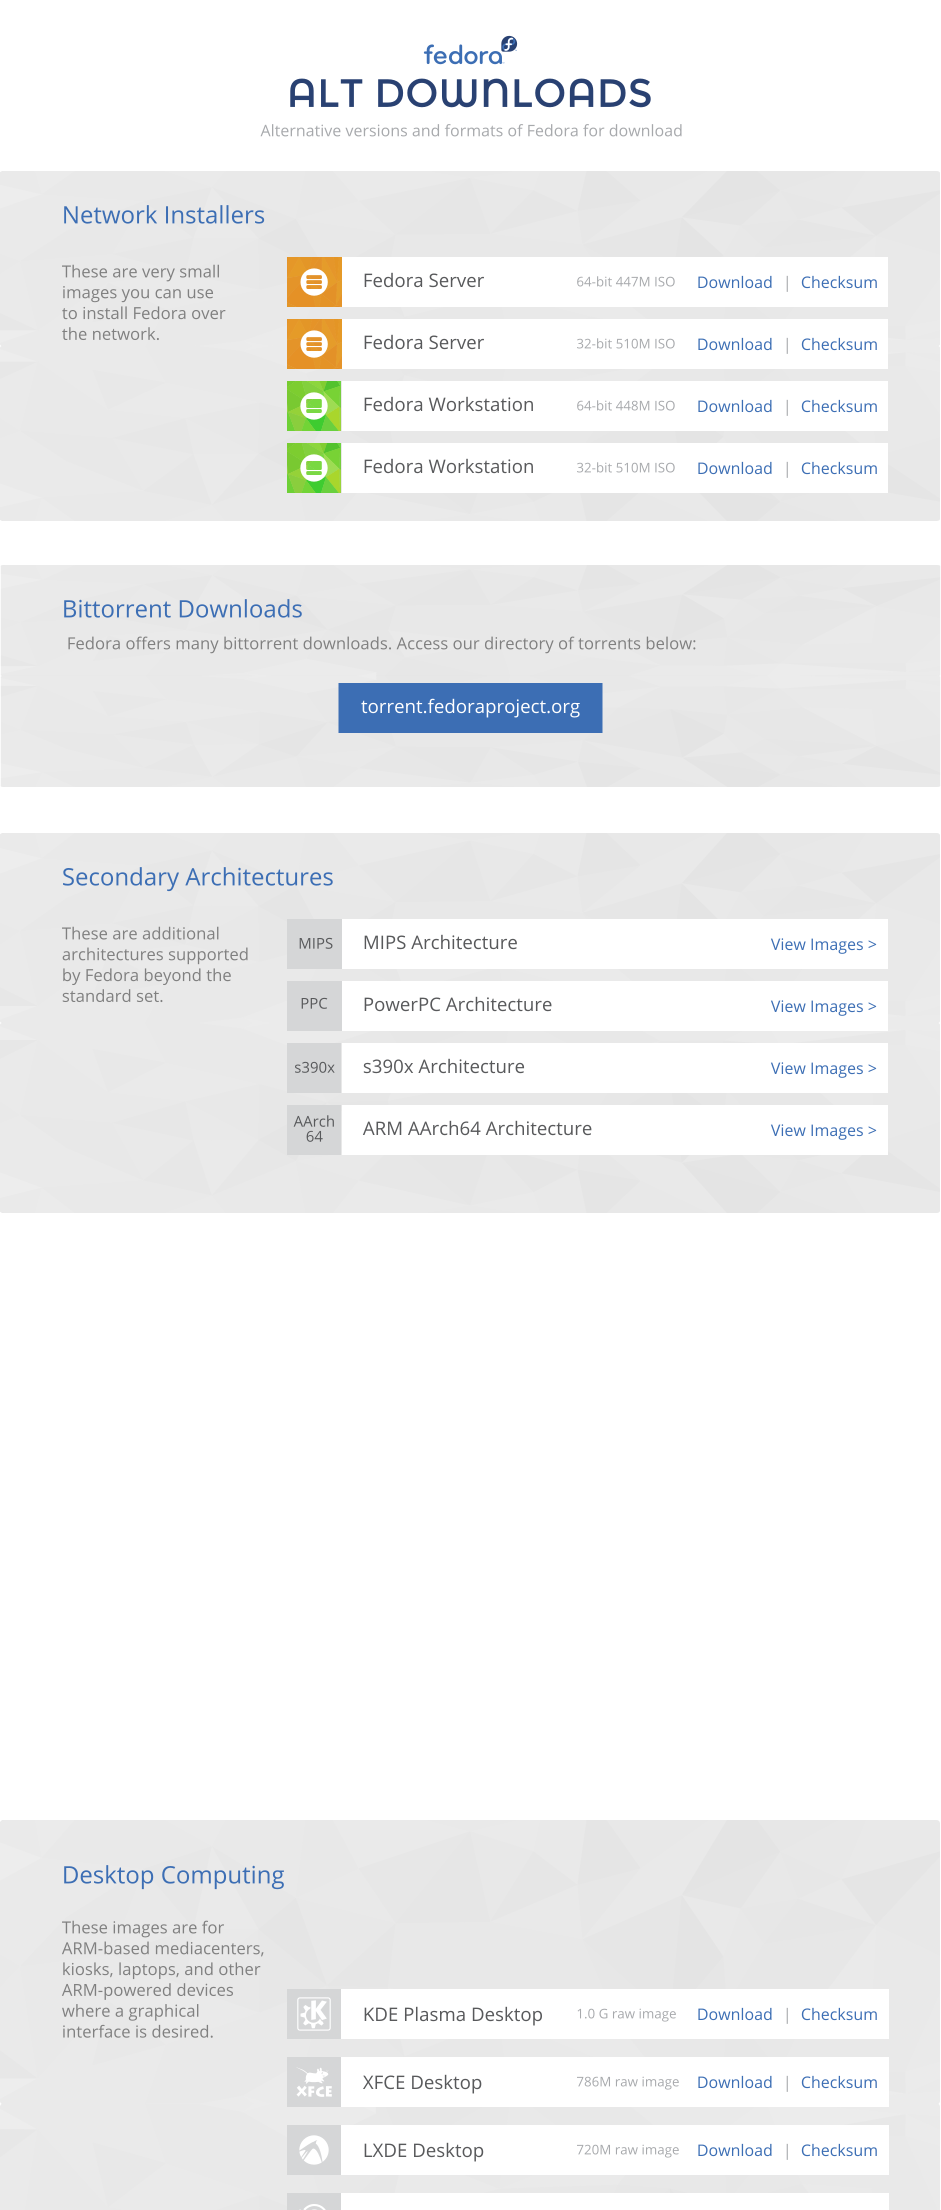 fedora
ALT DOWNLOADS
Alternative versions and formats of Fedora for download
Network Installers
These are very small
images you can use
to install Fedora over
the network.
Fedora Server 64-bit 447M ISO Download | Checksum
Fedora Server 32-bit 510M ISO Download | Checksum
Fedora Workstation 64-bit 448M ISO Download | Checksum
Fedora Workstation 32-bit 510M ISO Download | Checksum
Bittorrent Downloads
Fedora offers many bittorrent downloads. Access our directory of torrents below:
torrent.fedoraproject.org
Secondary Architectures
These are additional
architectures supported
by Fedora beyond the
standard set.
MIPS MIPS Architecture View Images >
PPC PowerPC Architecture View Images >
s390x s390x Architecture View Images >
AArch
64 ARM AArch64 Architecture View Images >
Desktop Computing
These images are for
ARM-based mediacenters,
kiosks, laptops, and other
ARM-powered devices
where a graphical
interface is desired.
K KDE Plasma Desktop 1.0 G raw image Download | Checksum
XFCE XFCE Desktop 786M raw image Download | Checksum
LXDE Desktop 720M raw image Download | Checksum